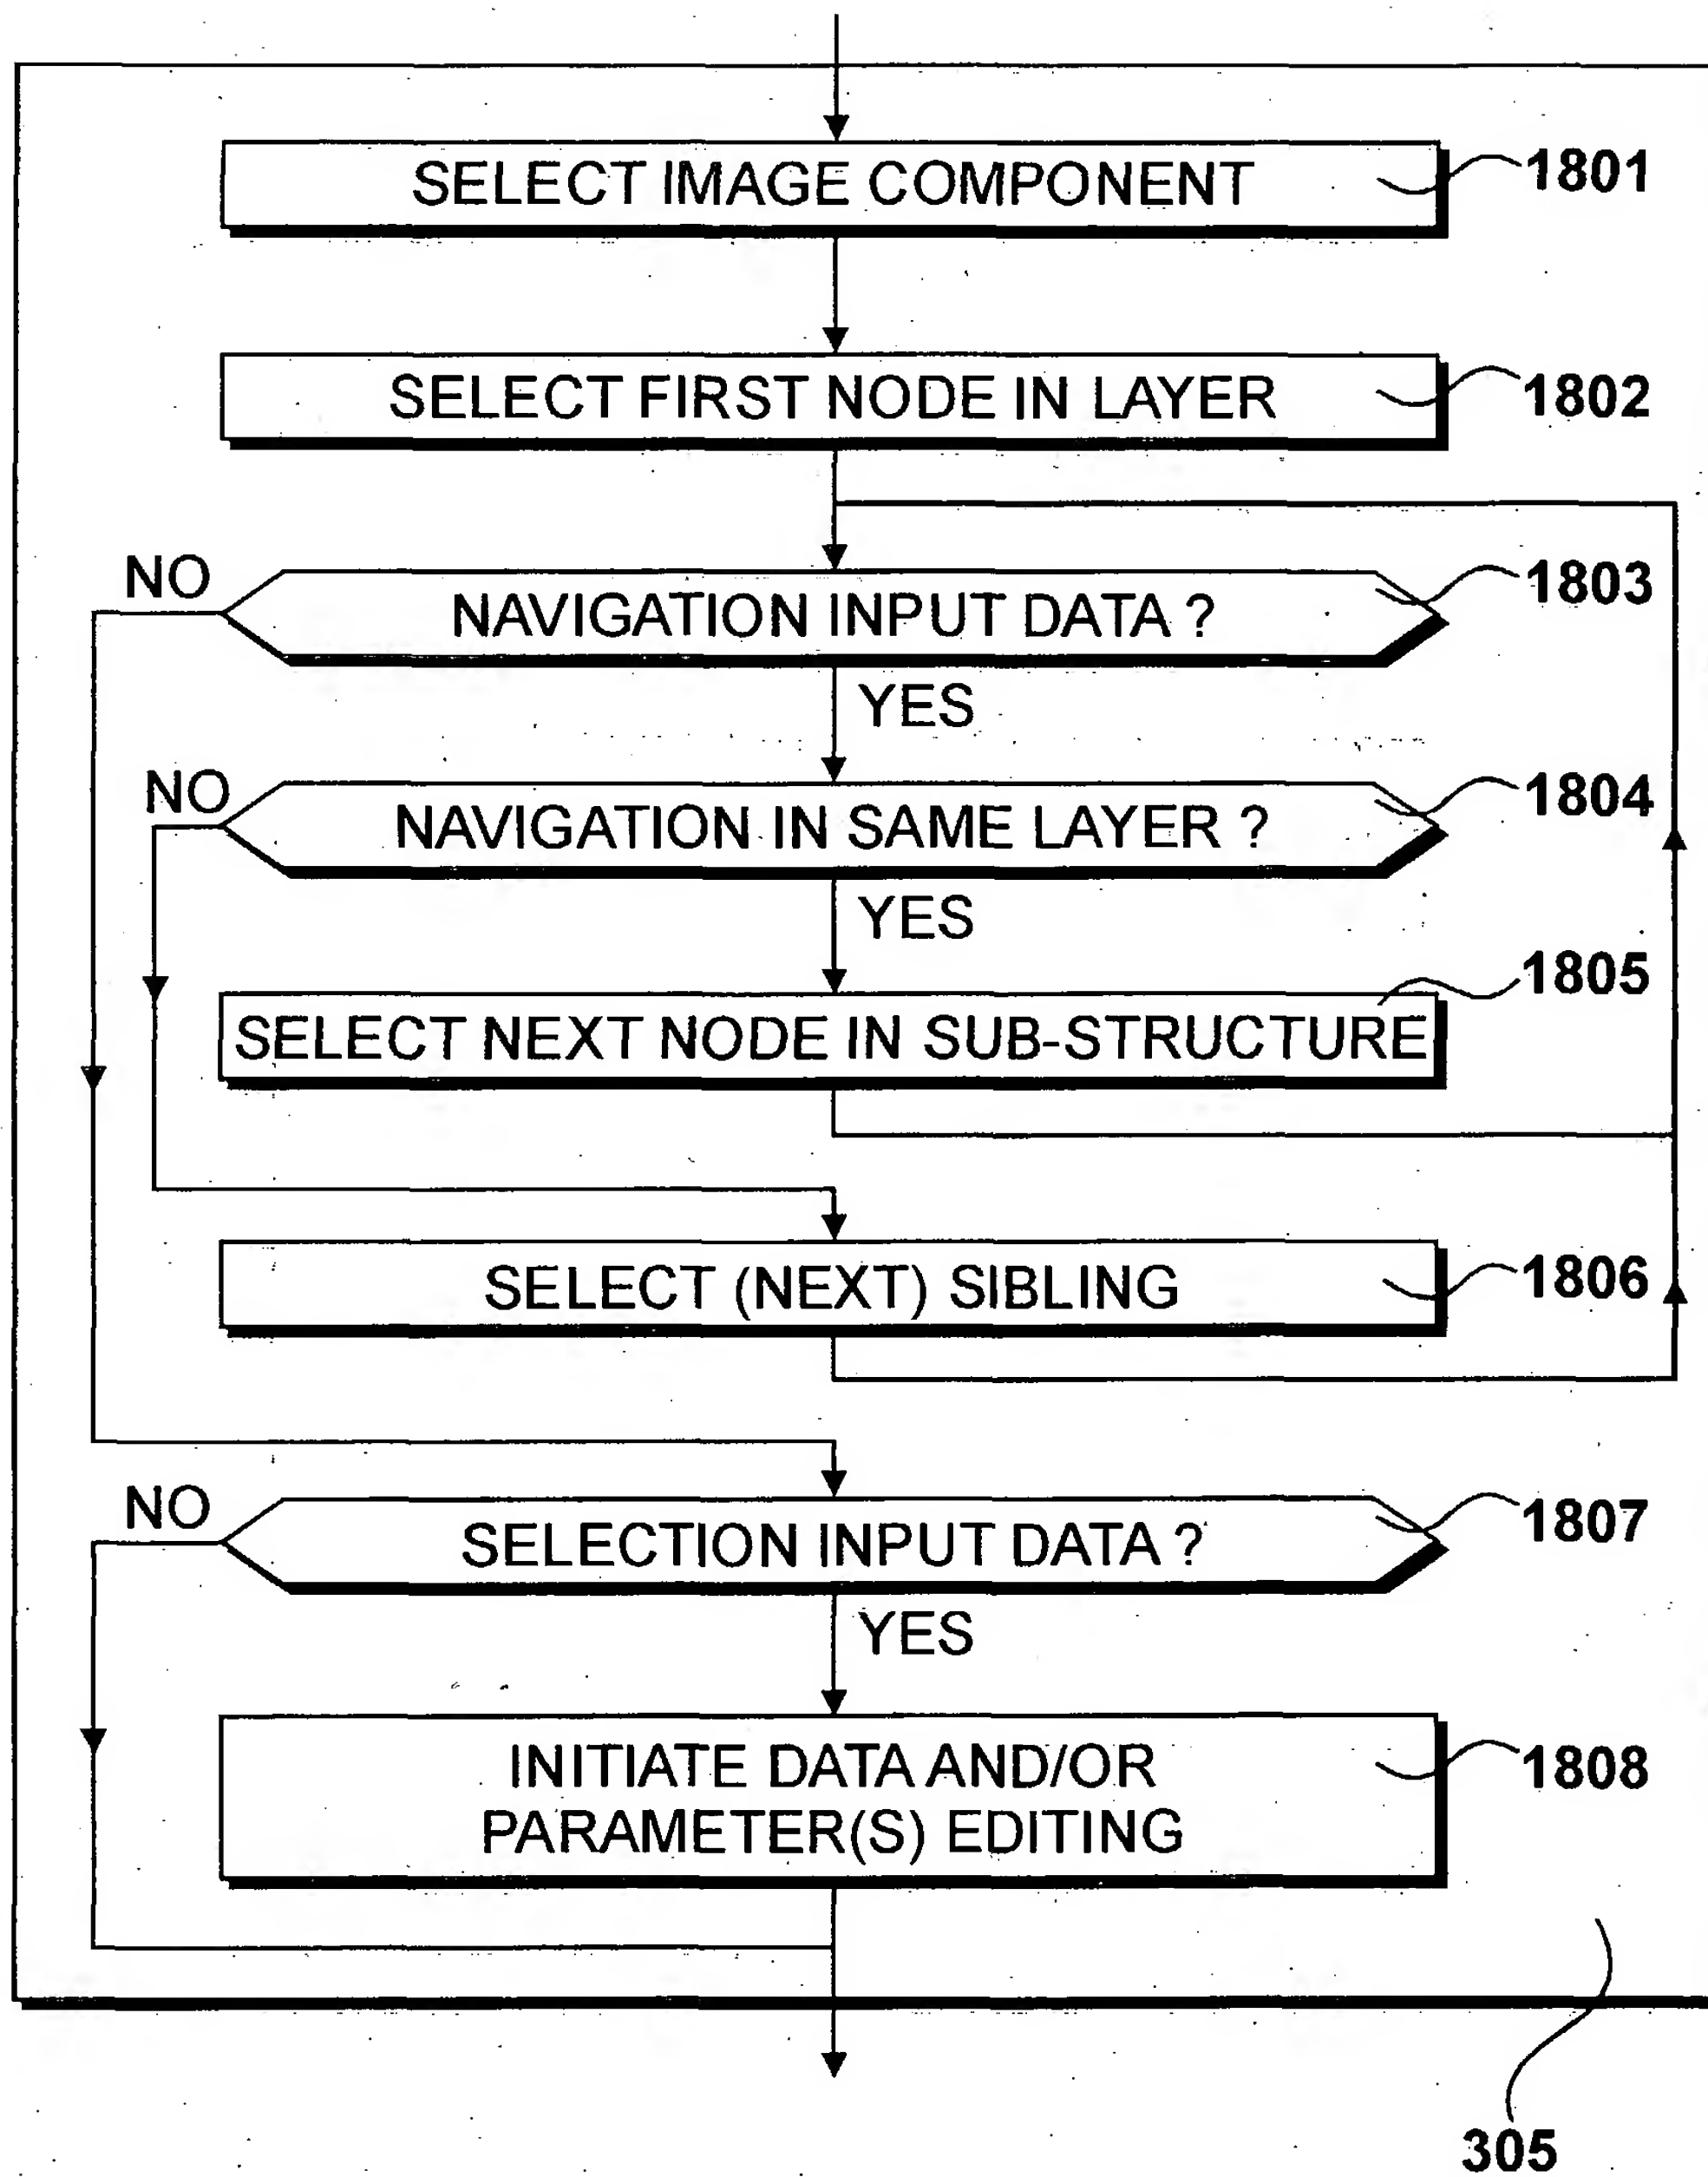 SELECT IMAGE COMPONENT
1801
SELECT FIRST NODE IN LAYER
1802
NO
NAVIGATION INPUT DATA ?
1803
YES
NO
NAVIGATION IN SAME LAYER ?
1804
YES
1805
SELECT NEXT NODE IN SUB-STRUCTURE
SELECT (NEXT) SIBLING
1806
NO
SELECTION INPUT DATA ?
1807
YES
INITIATE DATA AND/OR
PARAMETER(S) EDITING
1808
305